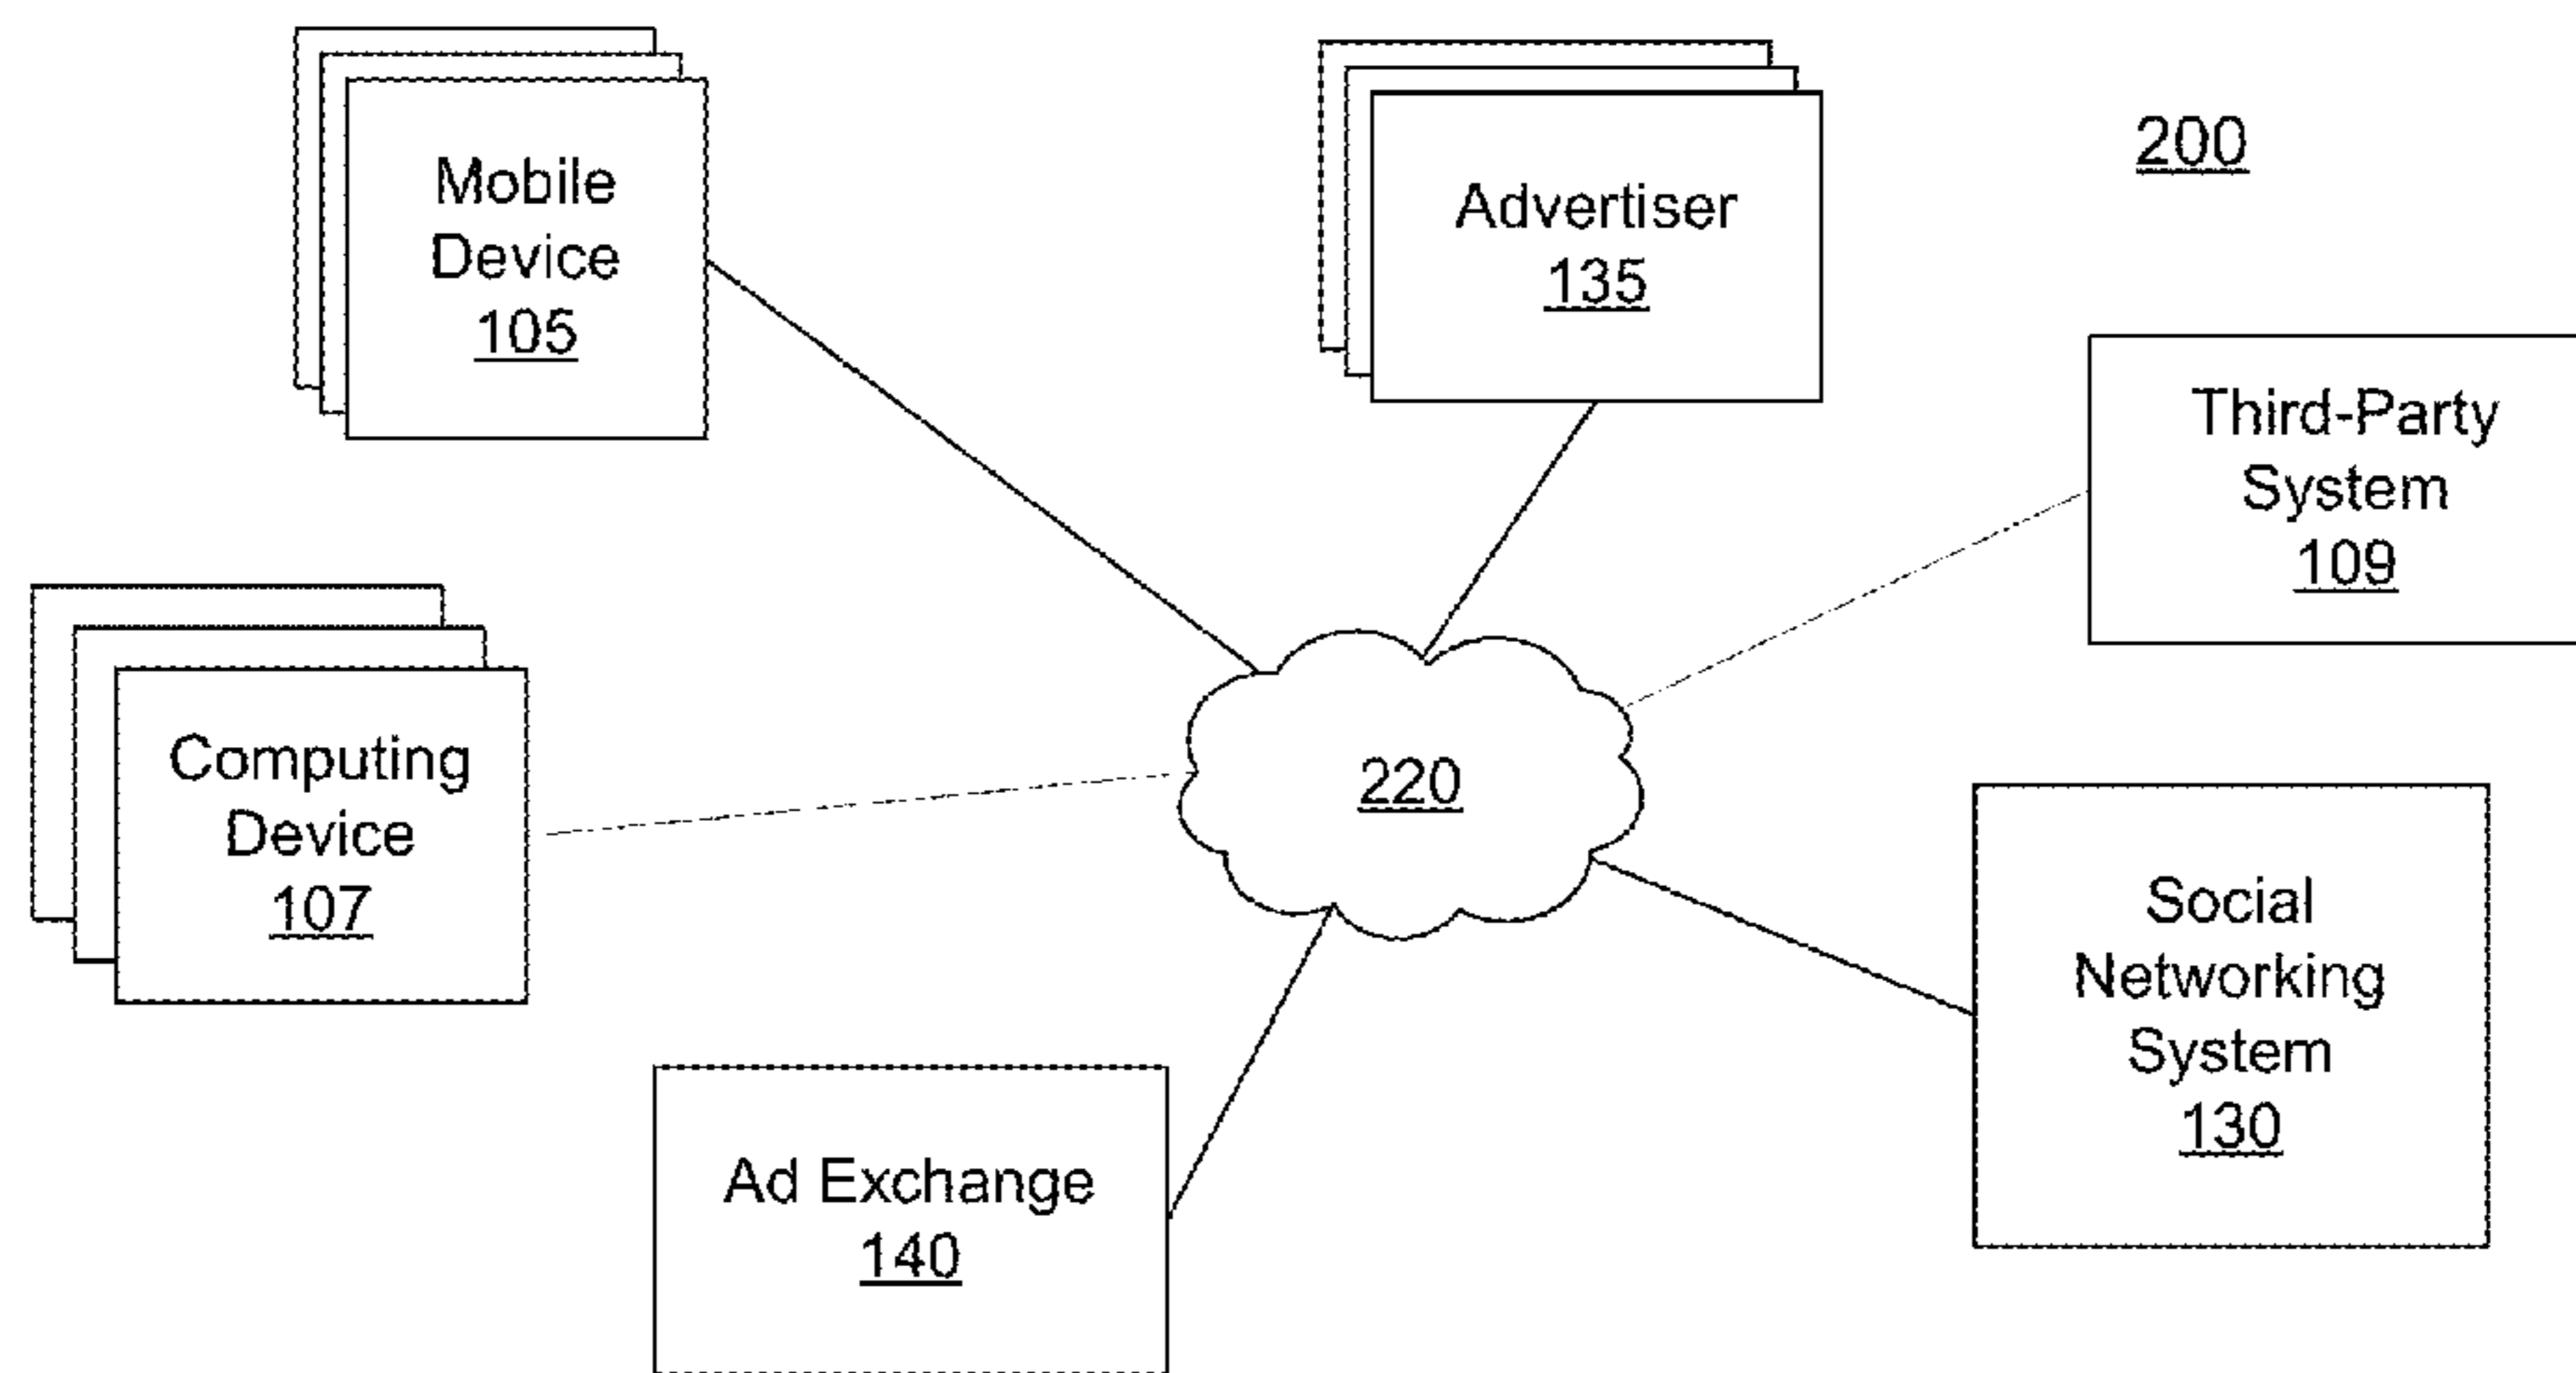 Mobile
Device
105
Advertiser
135
200
Third-Party
System
109
Computing
Device
107
220
Social
Networking
System
130
Ad Exchange
140